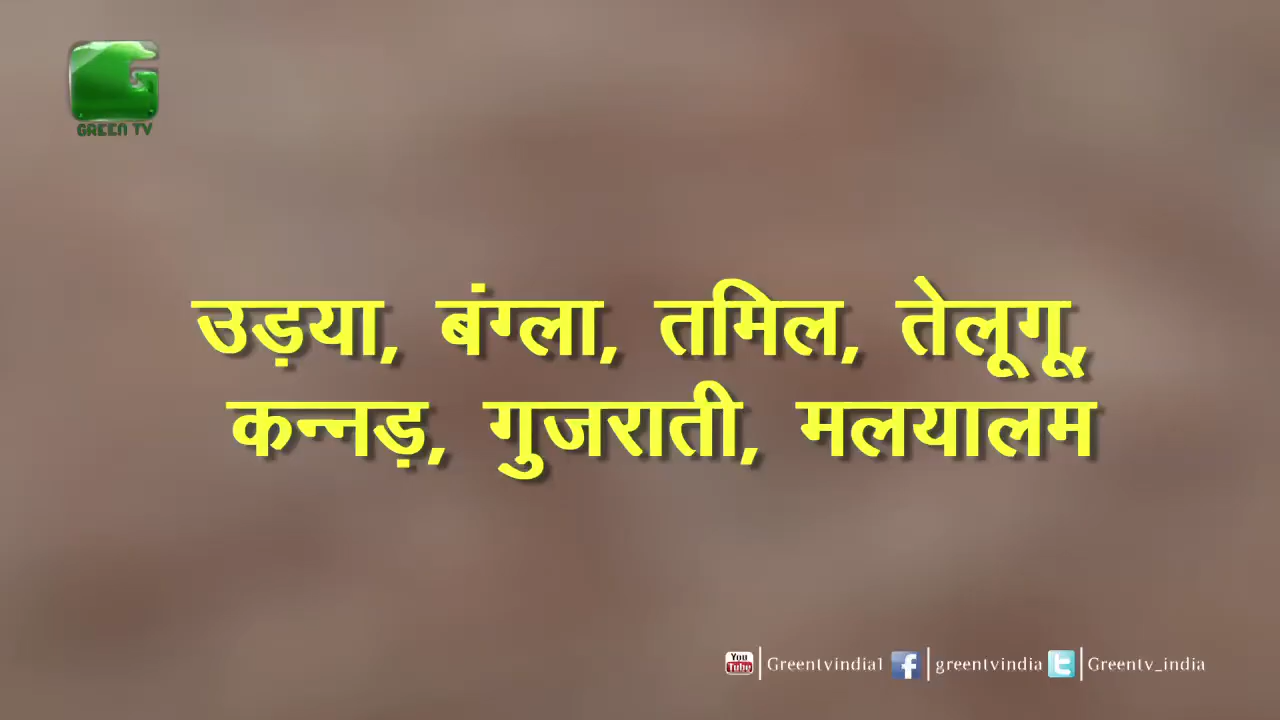 GREEN TV
उड़या, बंग्ला, तमिल, तेलूगू,
कन्नड़, गुजराती, मलयालम
You Tube Greentvindia1 f greentvindia t Greentv_india